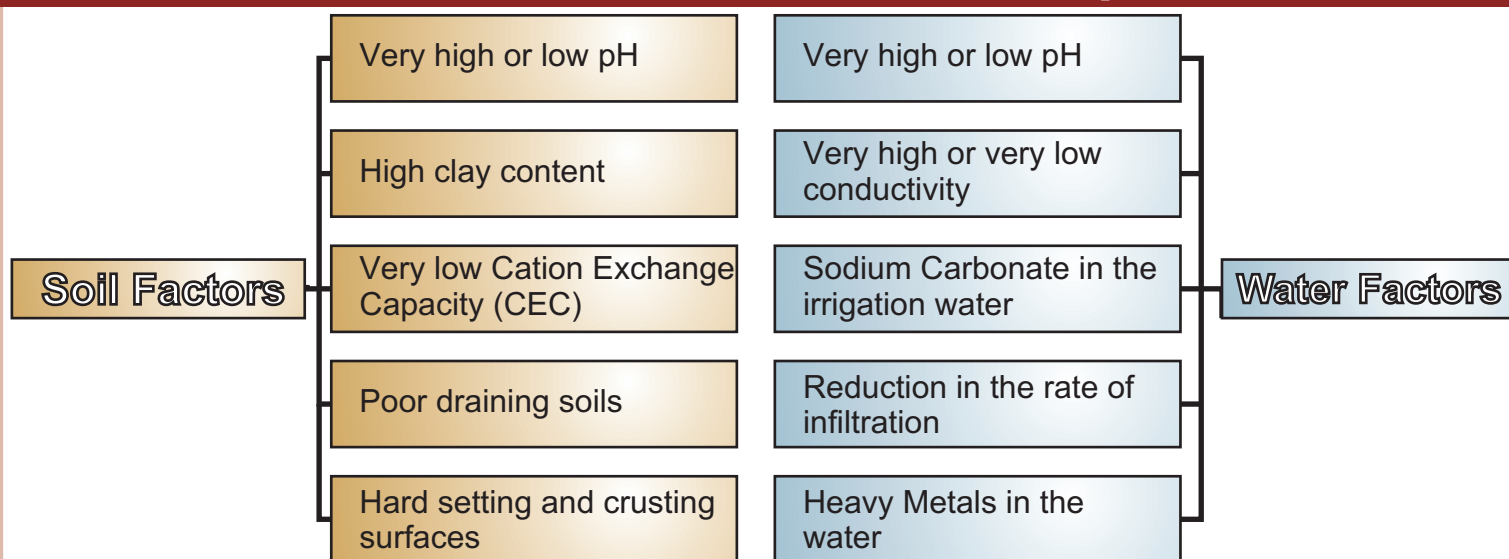 Soil Factors
Very high or low pH
High clay content
Very low Cation Exchange
Capacity (CEC)
Poor draining soils
Hard setting and crusting
surfaces
Very high or low pH
Very high or very low
conductivity
Sodium Carbonate in the
irrigation water
Reduction in the rate of
infiltration
Heavy Metals in the
water
Water Factors